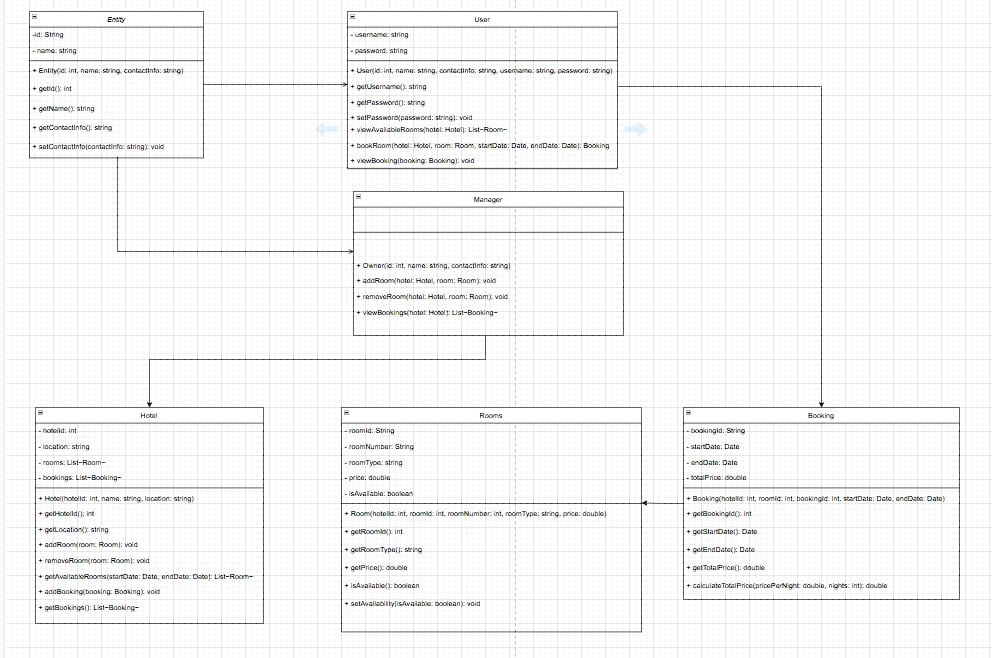 Entity
-id: String
- name: string
+ Entity(id: int, name: string, contactInfo: string)
+ getId(): int
+ getName(): string
+ getContactInfo(): string
+ setContactInfo(contactInfo: string): void
User
- username: string
- password: string
+ User(id: int, name: string, contactInfo: string, username: string, password: string)
+ getUsername(): string
+ getPassword(): string
+ setPassword(password: string): void
+ viewAvailableRooms(hotel: Hotel): List~Room~
+ bookRoom(hotel: Hotel, room: Room, startDate: Date, endDate: Date): Booking
+ viewBooking(booking: Booking): void
Manager
+ Owner(id: int, name: string, contactInfo: string)
+ addRoom(hotel: Hotel, room: Room): void
+ removeRoom(hotel: Hotel, room: Room): void
+ viewBookings(hotel: Hotel): List~Booking~
Hotel
- hotelId: int
- location: string
- rooms: List~Room~
- bookings: List~Booking~
+ Hotel(hotelId: int, name: string, location: string)
+ getHotelId(): int
+ getLocation(): string
+ addRoom(room: Room): void
+ removeRoom(room: Room): void
+ getAvailableRooms(startDate: Date, endDate: Date): List~Room~
+ addBooking(booking: Booking): void
+ getBookings(): List~Booking~
Rooms
- roomId: String
- roomNumber: String
- roomType: string
- price: double
- isAvailable: boolean
+ Room(hotelId: int, roomId: int, roomNumber: int, roomType: string, price: double)
+ getRoomId(): int
+ getRoomType(): string
+ getPrice(): double
+ isAvailable(): boolean
+ setAvailability(isAvailable: boolean): void
Booking
- bookingId: String
- startDate: Date
- endDate: Date
- totalPrice: double
+ Booking(hotelId: int, roomId: int, bookingId: int, startDate: Date, endDate: Date)
+ getBookingId(): int
+ getStartDate(): Date
+ getEndDate(): Date
+ getTotalPrice(): double
+ calculateTotalPrice(pricePerNight: double, nights: int): double